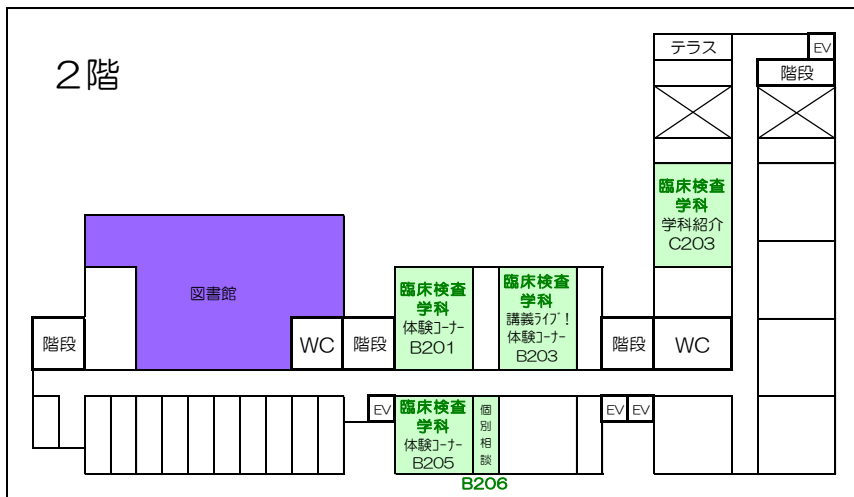 2階
テラス
EV
階段
臨床検査
学科
学科紹介
C203
図書館
臨床検査
学科
体験コーナー
B201
臨床検査
学科
講義ライブ!
体験コーナー
B203
階段
WC
階段
階段
WC
EV
臨床検査
学科
体験コーナー
B205
個
別
相
談
EV
EV
B206